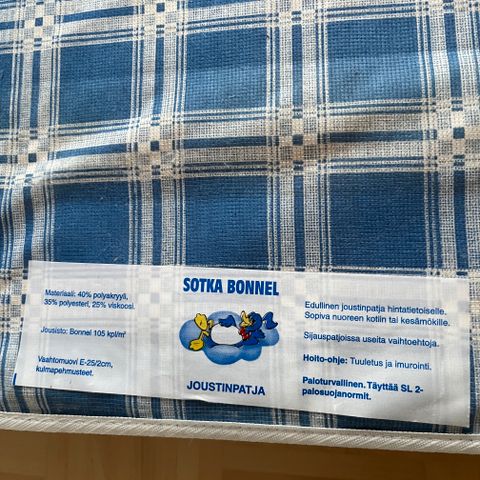 SOTKA BONNEL
Materiaali: 40% polyakryyli,
35% polyesteri, 25% viskoosi.
Jousisto: Bonnel 105 kpl/m²
Vaahtomuovi E-25/2cm,
kulmapehmusteet.
JOUSTINPATJA
Edullinen joustinpatja hintatietoiselle.
Sopiva nuoreen kotiin tai kesämökille.
Sijauspatjoissa useita vaihtoehtoja.
Hoito-ohje: Tuuletus ja imurointi.
Paloturvallinen. Täyttää SL 2-
palosuojanormit.